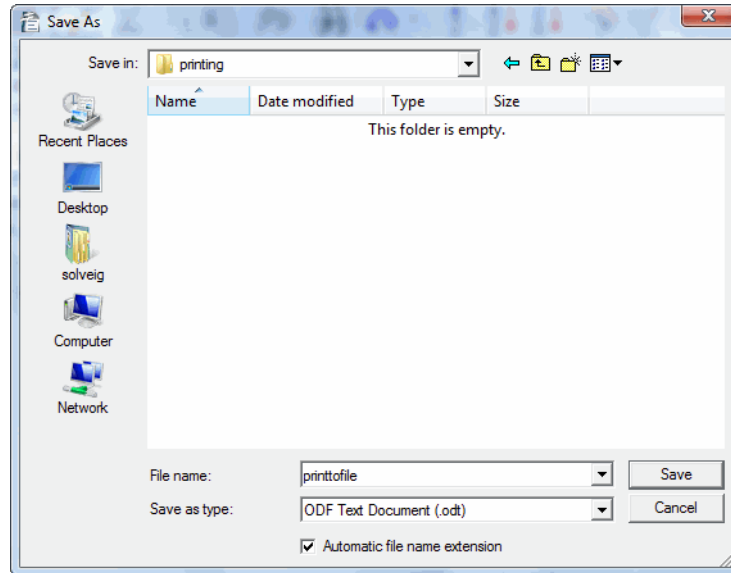 Save As
Save in: printing
Name Date modified Type Size
This folder is empty.
Recent Places
Desktop
solveig
Computer
Network
File name: printtofile Save
Save as type: ODF Text Document (.odt) Cancel
Automatic file name extension